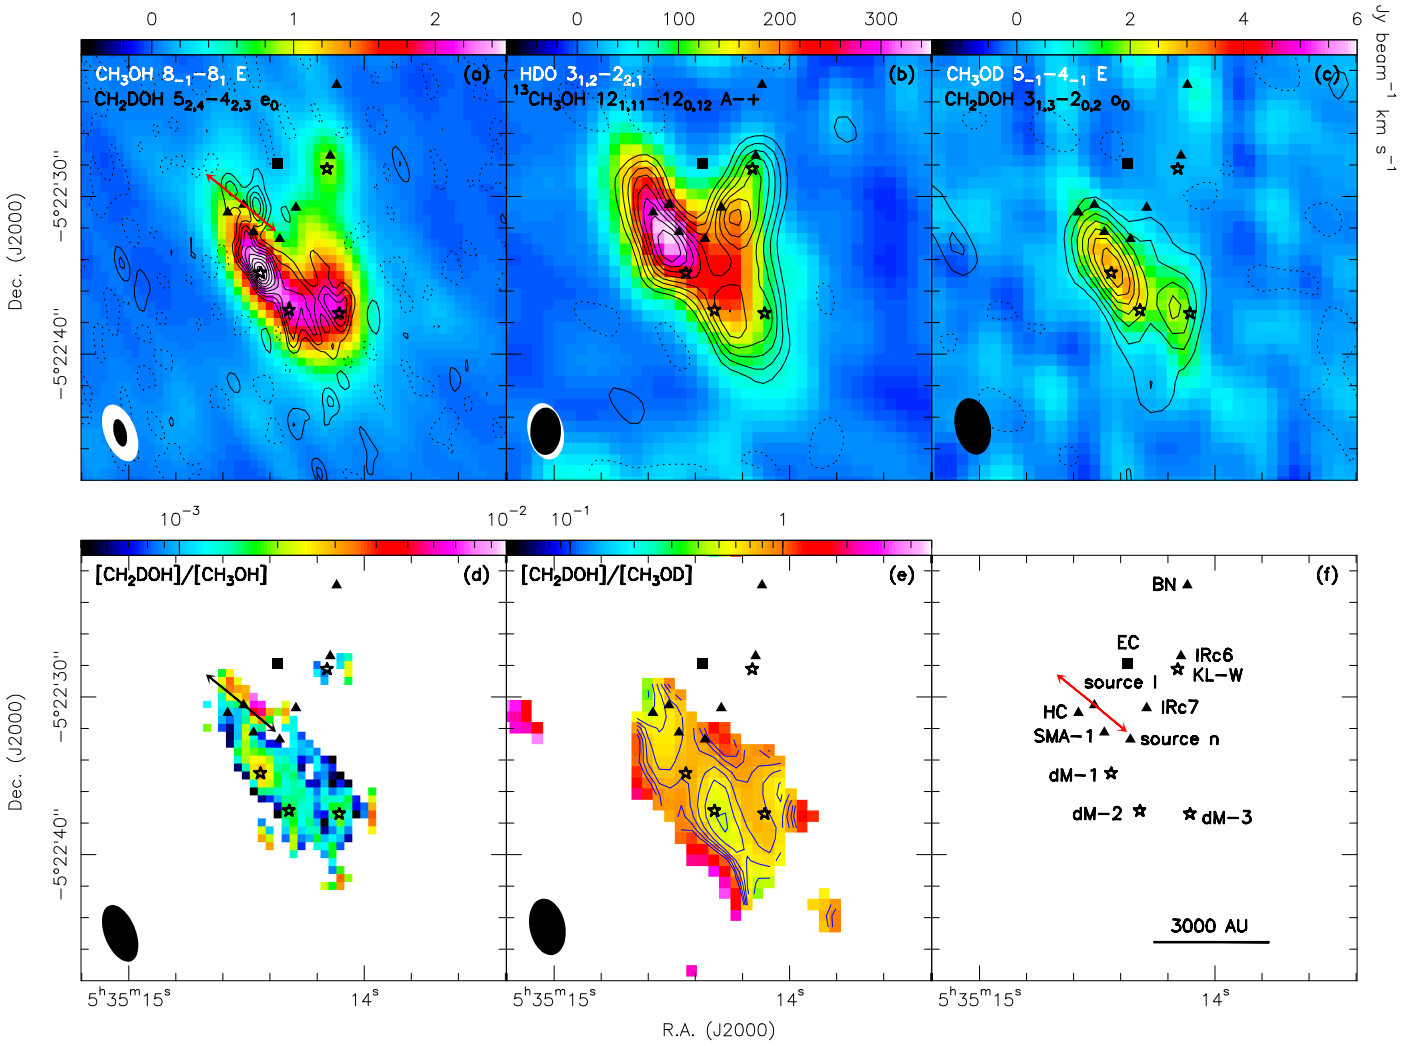 0 1 2 0 100 200 300 0 2 4 6
Jy beam⁻¹ km s⁻¹
CH₃OH 8₋₁−8₁ E (a)
CH₂DOH 5₂,₄−4₂,₃ e₀
HDO 3₁,₂−2₂,₁ (b)
¹³CH₃OH 12₁,₁₁−12₀,₁₂ A−+
CH₃OD 5₋₁−4₋₁ E (c)
CH₂DOH 3₁,₃−2₀,₂ o₀
−5°22'30"
−5°22'40"
Dec. (J2000)
10⁻³ 10⁻² 10⁻¹ 1
[CH₂DOH]/[CH₃OH] (d)
[CH₂DOH]/[CH₃OD] (e)
(f)
BN
EC
IRc6
KL−W
source I
IRc7
HC
SMA−1
source n
dM−1
dM−2
dM−3
3000 AU
−5°22'30"
−5°22'40"
Dec. (J2000)
5ʰ35ᵐ15ˢ 14ˢ 5ʰ35ᵐ15ˢ 14ˢ 5ʰ35ᵐ15ˢ 14ˢ
R.A. (J2000)